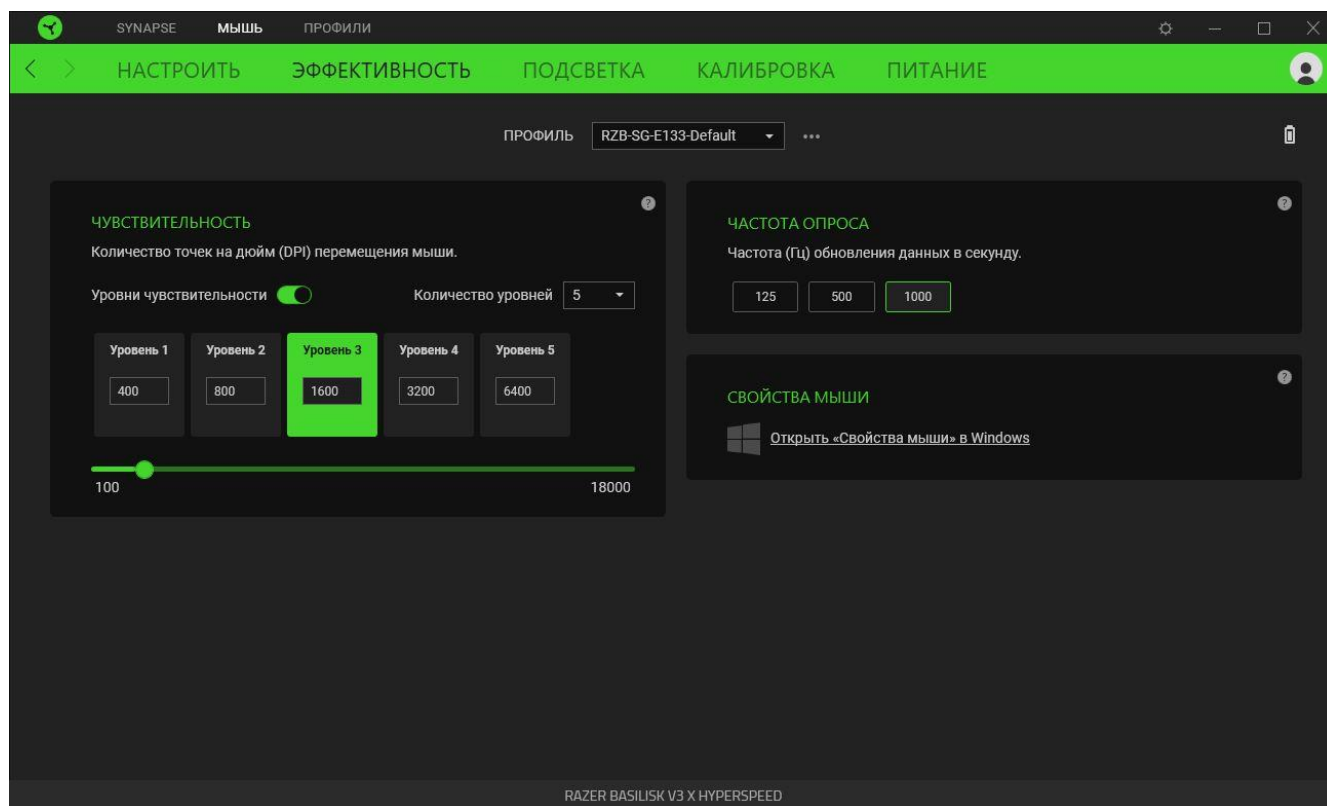 SYNAPSE МЫШЬ ПРОФИЛИ
НАСТРОИТЬ ЭФФЕКТИВНОСТЬ ПОДСВЕТКА КАЛИБРОВКА ПИТАНИЕ
ПРОФИЛЬ RZB-SG-E133-Default
ЧУВСТВИТЕЛЬНОСТЬ
Количество точек на дюйм (DPI) перемещения мыши.
Уровни чувствительности Количество уровней 5
Уровень 1 Уровень 2 Уровень 3 Уровень 4 Уровень 5
400 800 1600 3200 6400
100 18000
ЧАСТОТА ОПРОСА
Частота (Гц) обновления данных в секунду.
125 500 1000
СВОЙСТВА МЫШИ
Открыть «Свойства мыши» в Windows
RAZER BASILISK V3 X HYPERSPEED